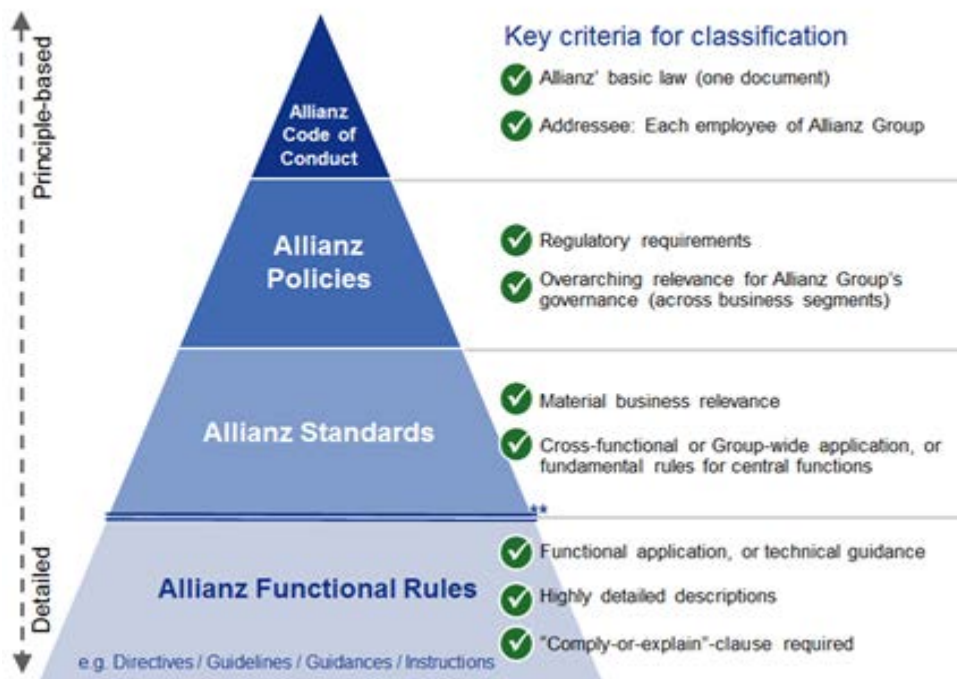 Principle-based
Detailed
Allianz
Code of
Conduct
Allianz
Policies
Allianz Standards
**
Allianz Functional Rules
e.g. Directives / Guidelines / Guidances / Instructions
Key criteria for classification
Allianz' basic law (one document)
Addressee: Each employee of Allianz Group
Regulatory requirements
Overarching relevance for Allianz Group's
governance (across business segments)
Material business relevance
Cross-functional or Group-wide application, or
fundamental rules for central functions
Functional application, or technical guidance
Highly detailed descriptions
"Comply-or-explain"-clause required